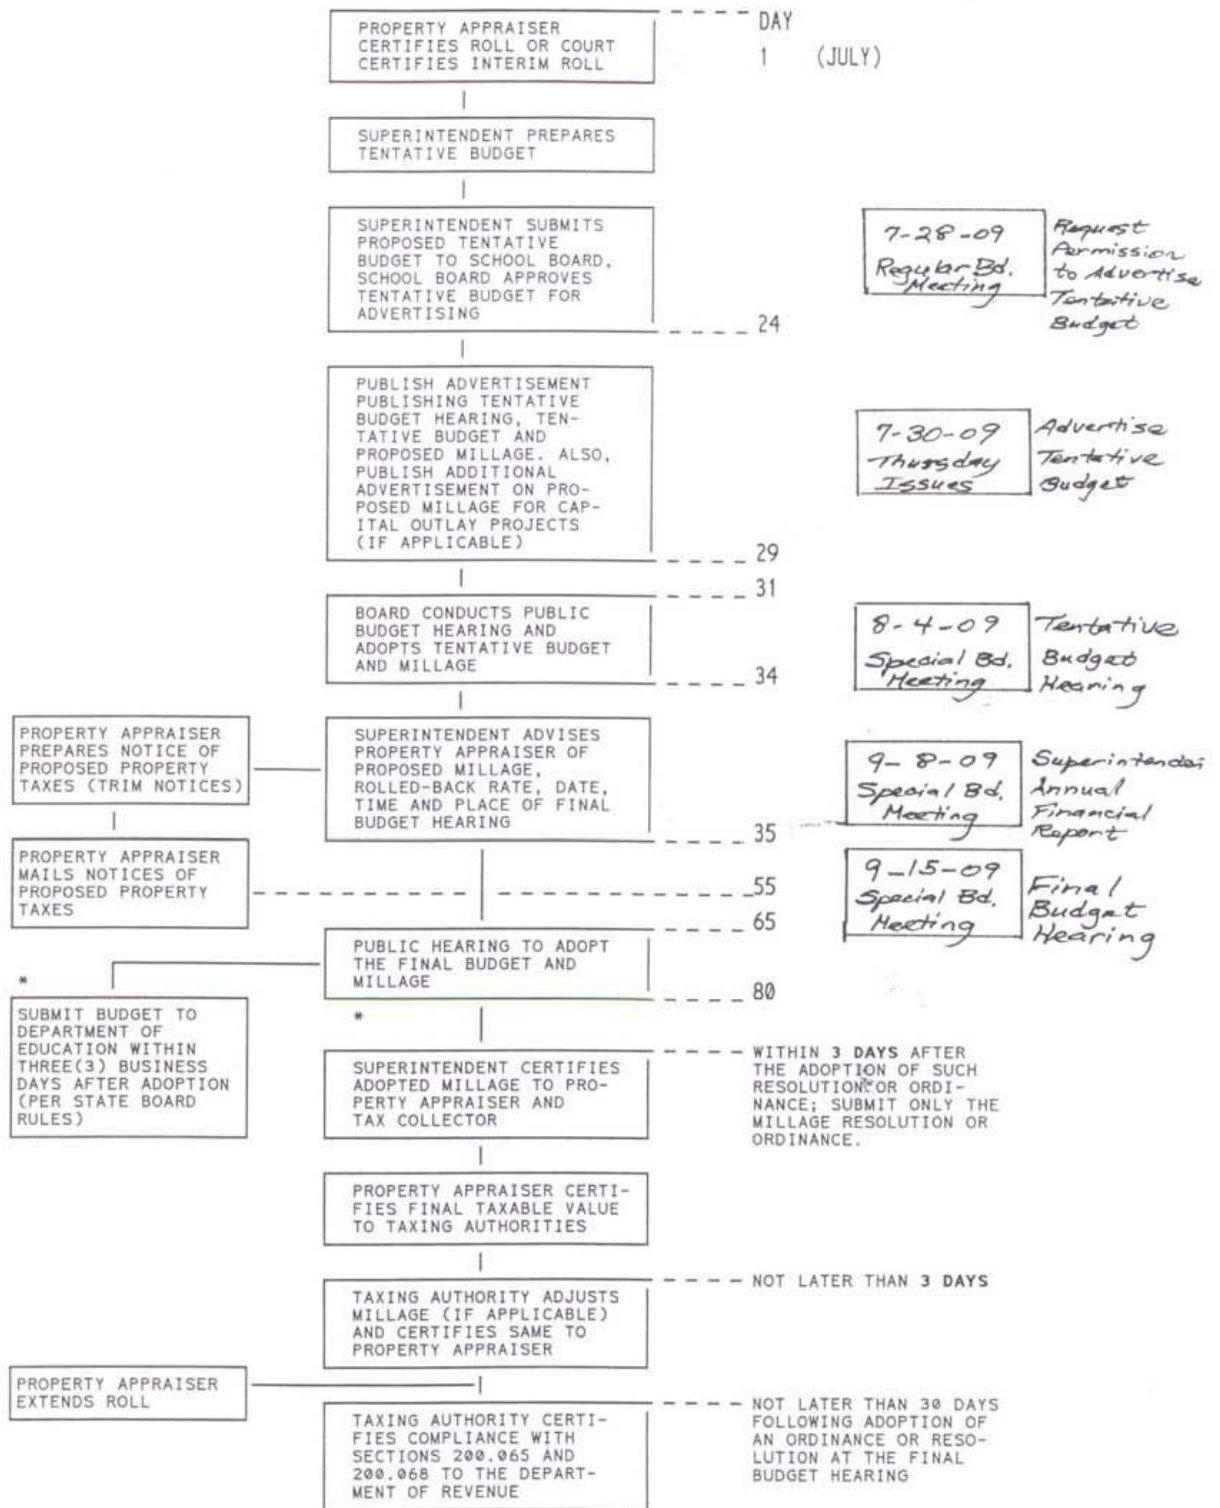 PROPERTY APPRAISER
CERTIFIES ROLL OR COURT
CERTIFIES INTERIM ROLL
DAY
1 (JULY)
SUPERINTENDENT PREPARES
TENTATIVE BUDGET
SUPERINTENDENT SUBMITS
PROPOSED TENTATIVE
BUDGET TO SCHOOL BOARD.
SCHOOL BOARD APPROVES
TENTATIVE BUDGET FOR
ADVERTISING
24
7-28-09
Regular Bd.
Meeting
Request
Permission
to Advertise
Tentative
Budget
PUBLISH ADVERTISEMENT
PUBLISHING TENTATIVE
BUDGET HEARING, TEN-
TATIVE BUDGET AND
PROPOSED MILLAGE. ALSO,
PUBLISH ADDITIONAL
ADVERTISEMENT ON PRO-
POSED MILLAGE FOR CAP-
ITAL OUTLAY PROJECTS
(IF APPLICABLE)
29
7-30-09
Thursday
Issues
Advertise
Tentative
Budget
31
BOARD CONDUCTS PUBLIC
BUDGET HEARING AND
ADOPTS TENTATIVE BUDGET
AND MILLAGE
34
8-4-09
Special Bd.
Meeting
Tentative
Budget
Hearing
PROPERTY APPRAISER
PREPARES NOTICE OF
PROPOSED PROPERTY
TAXES (TRIM NOTICES)
SUPERINTENDENT ADVISES
PROPERTY APPRAISER OF
PROPOSED MILLAGE,
ROLLED-BACK RATE, DATE,
TIME AND PLACE OF FINAL
BUDGET HEARING
35
9-8-09
Special Bd.
Meeting
Superintenden
Annual
Financial
Report
PROPERTY APPRAISER
MAILS NOTICES OF
PROPOSED PROPERTY
TAXES
55
9-15-09
Special Bd.
Meeting
Final
Budget
Hearing
65
PUBLIC HEARING TO ADOPT
THE FINAL BUDGET AND
MILLAGE
80
*
SUBMIT BUDGET TO
DEPARTMENT OF
EDUCATION WITHIN
THREE(3) BUSINESS
DAYS AFTER ADOPTION
(PER STATE BOARD
RULES)
*
SUPERINTENDENT CERTIFIES
ADOPTED MILLAGE TO PRO-
PERTY APPRAISER AND
TAX COLLECTOR
WITHIN 3 DAYS AFTER
THE ADOPTION OF SUCH
RESOLUTION OR ORDI-
NANCE; SUBMIT ONLY THE
MILLAGE RESOLUTION OR
ORDINANCE.
PROPERTY APPRAISER CERTI-
FIES FINAL TAXABLE VALUE
TO TAXING AUTHORITIES
NOT LATER THAN 3 DAYS
TAXING AUTHORITY ADJUSTS
MILLAGE (IF APPLICABLE)
AND CERTIFIES SAME TO
PROPERTY APPRAISER
PROPERTY APPRAISER
EXTENDS ROLL
TAXING AUTHORITY CERTI-
FIES COMPLIANCE WITH
SECTIONS 200.065 AND
200.068 TO THE DEPART-
MENT OF REVENUE
NOT LATER THAN 30 DAYS
FOLLOWING ADOPTION OF
AN ORDINANCE OR RESO-
LUTION AT THE FINAL
BUDGET HEARING